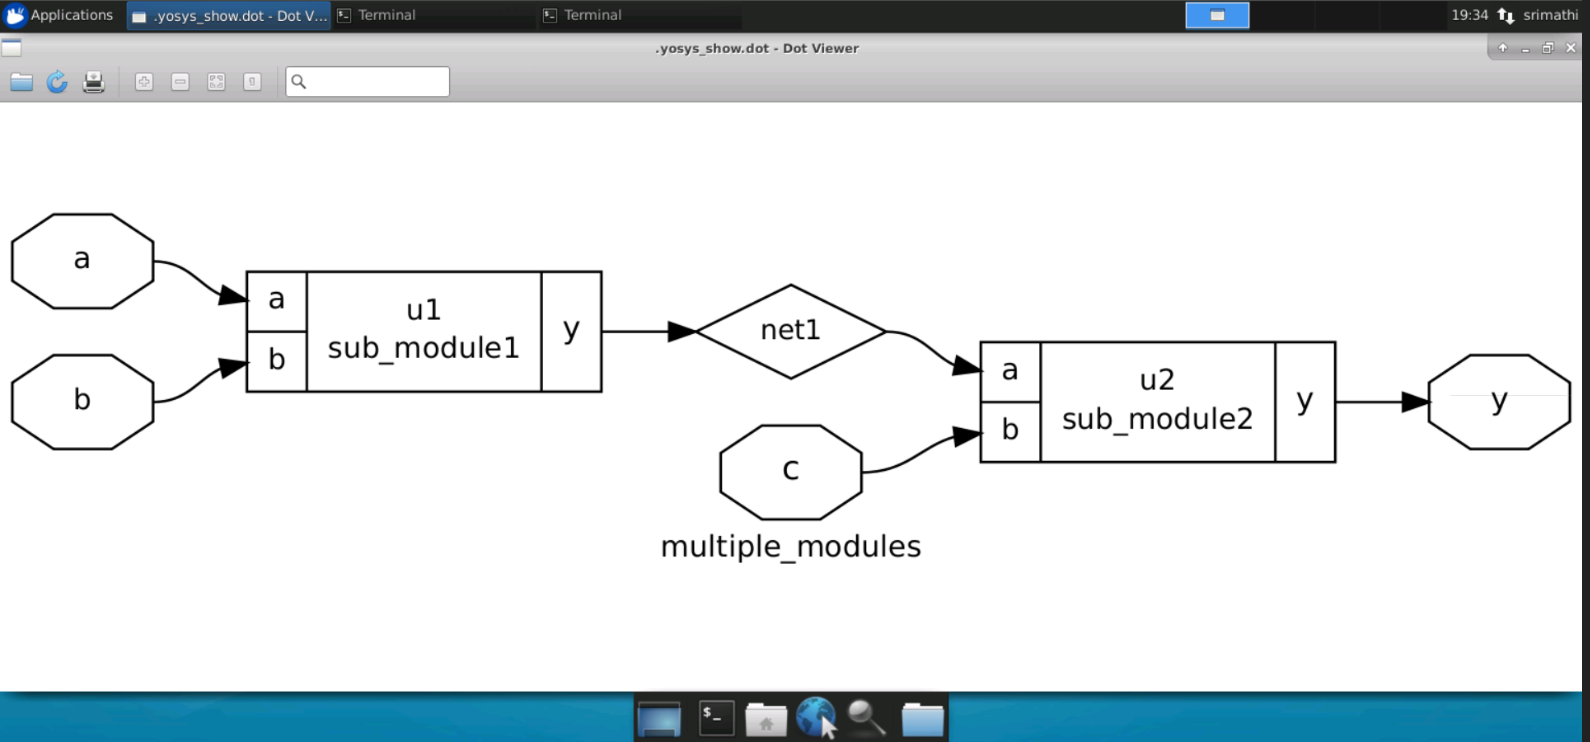 Applications
.yosys_show.dot - Dot V...
Terminal
Terminal
19:34
srimathi
.yosys_show.dot - Dot Viewer
a
b
a
b
u1
sub_module1
y
net1
c
a
b
u2
sub_module2
y
y
multiple_modules
$_